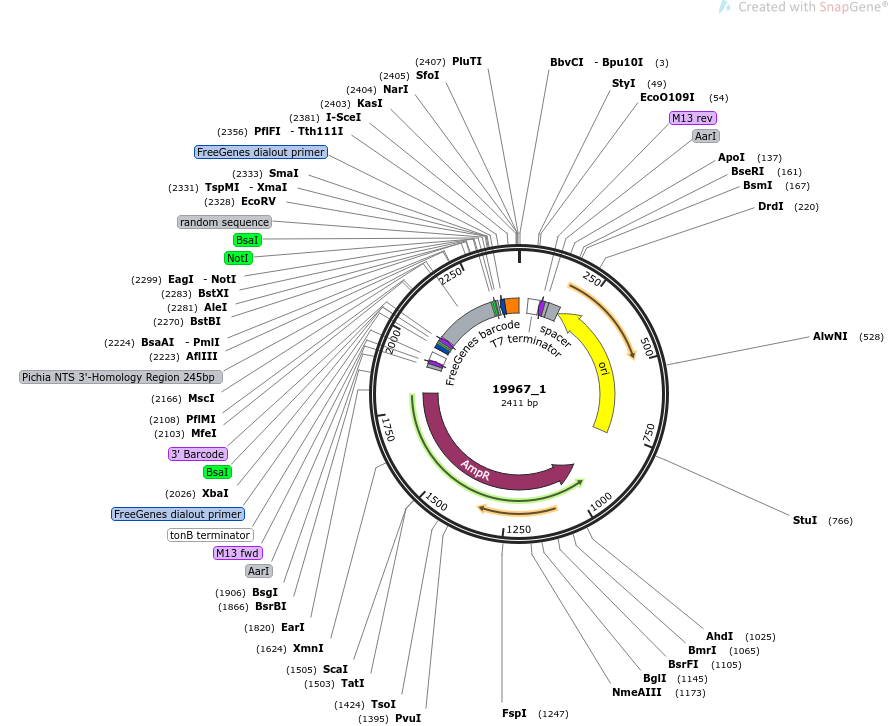 Created with SnapGene®
(2407) PluTI
(2405) SfoI
(2404) NarI
(2403) KasI
(2381) I-SceI
(2356) PflFI - Tth111I
FreeGenes dialout primer
(2333) SmaI
(2331) TspMI - XmaI
(2328) EcoRV
random sequence
BsaI
NotI
(2299) EagI - NotI
(2283) BstXI
(2281) AleI
(2270) BstBI
(2224) BsaAI - PmlI
(2223) AflIII
Pichia NTS 3'-Homology Region 245bp
(2166) MscI
(2108) PflMI
(2103) MfeI
3' Barcode
BsaI
(2026) XbaI
FreeGenes dialout primer
tonB terminator
M13 fwd
AarI
(1906) BsgI
(1866) BsrBI
(1820) EarI
(1624) XmnI
(1505) ScaI
(1503) TatI
(1424) TsoI
(1395) PvuI
BbvCI - Bpu10I (3)
StyI (49)
EcoO109I (54)
M13 rev
AarI
ApoI (137)
BseRI (161)
BsmI (167)
DrdI (220)
AlwNI (528)
StuI (766)
AhdI (1025)
BmrI (1065)
BsrFI (1105)
BglI (1145)
NmeAIII (1173)
FspI (1247)
250
500
750
1000
1250
1500
1750
2000
2250
FreeGenes barcode
T7 terminator
spacer
ori
AmpR
19967_1
2411 bp